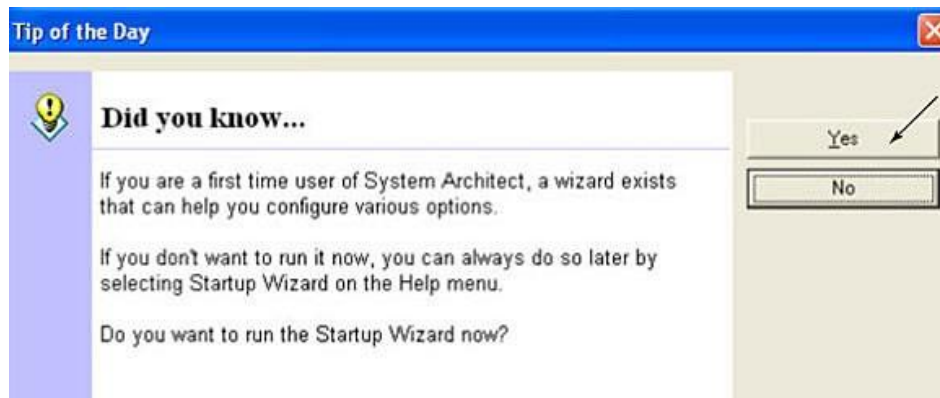 Tip of the Day
Did you know...
Yes
If you are a first time user of System Architect, a wizard exists
that can help you configure various options.
No
If you don't want to run it now, you can always do so later by
selecting Startup Wizard on the Help menu.
Do you want to run the Startup Wizard now?